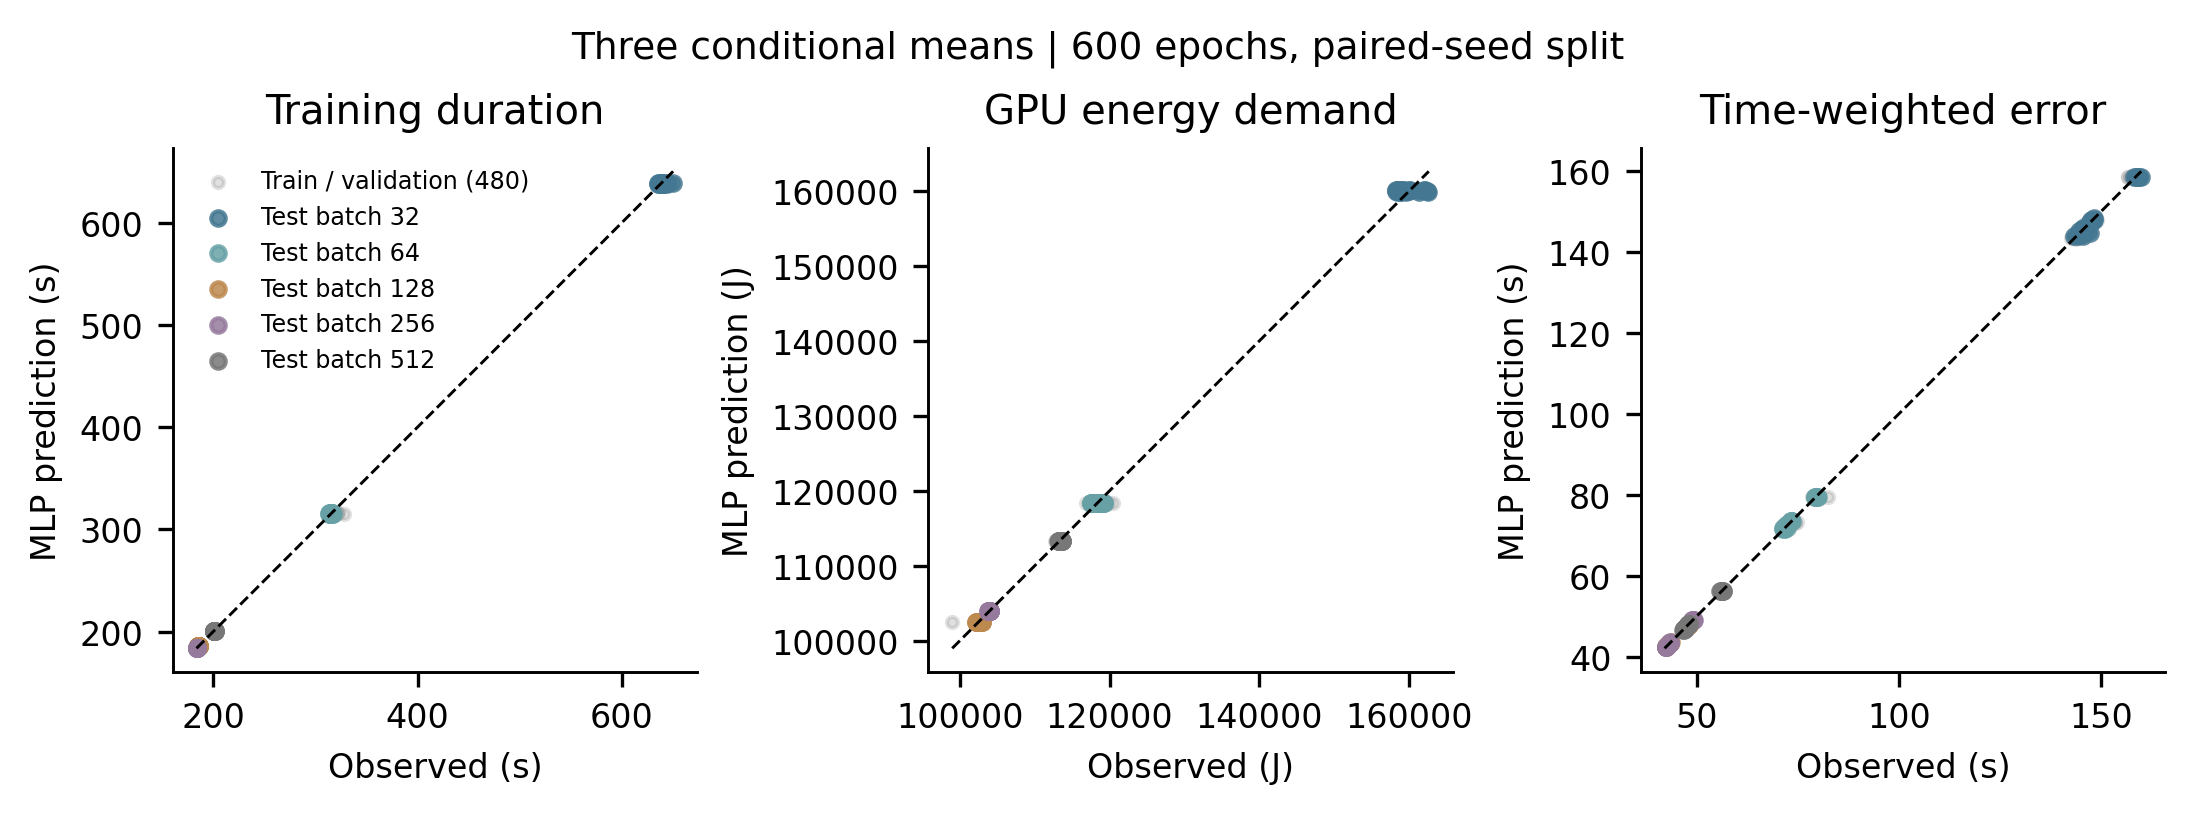 Three conditional means | 600 epochs, paired-seed split
Training duration
MLP prediction (s)
600
500
400
300
200
Train / validation (480)
Test batch 32
Test batch 64
Test batch 128
Test batch 256
Test batch 512
200 400 600
Observed (s)
GPU energy demand
MLP prediction (J)
160000
150000
140000
130000
120000
110000
100000
100000 120000 140000 160000
Observed (J)
Time-weighted error
MLP prediction (s)
160
140
120
100
80
60
40
50 100 150
Observed (s)